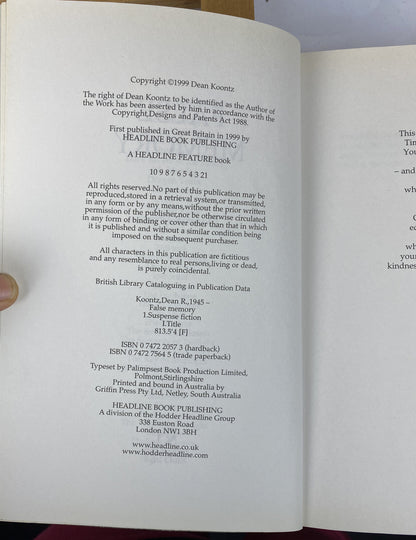 Copyright ©1999 Dean Koontz
The right of Dean Koontz to be identified as the Author of
the Work has been asserted by him in accordance with the
Copyright,Designs and Patents Act 1988.
First published in Great Britain in 1999 by
HEADLINE BOOK PUBLISHING
A HEADLINE FEATURE book
10 9 8 7 6 5 4 3 2 1
All rights reserved.No part of this publication may be
reproduced,stored in a retrieval system,or transmitted,
in any form or by any means,without the prior written
permission of the publisher,nor be otherwise circulated
in any form of binding or cover other than that in which
it is published and without a similar condition being
imposed on the subsequent purchaser.
All characters in this publication are fictitious
and any resemblance to real persons,living or dead,
is purely coincidental.
British Library Cataloguing in Publication Data
Koontz,Dean R.,1945 –
False memory
1.Suspense fiction
I.Title
813.5'4 [F]
ISBN 0 7472 2057 3 (hardback)
ISBN 0 7472 7564 5 (trade paperback)
Typeset by Palimpsest Book Production Limited,
Polmont,Stirlingshire
Printed and bound in Australia by
Griffin Press Pty Ltd, Netley, South Australia
HEADLINE BOOK PUBLISHING
A division of the Hodder Headline Group
338 Euston Road
London NW1 3BH
www.headline.co.uk
www.hodderheadline.com
This
Tim
You
– and
wh
wh
your
kindness